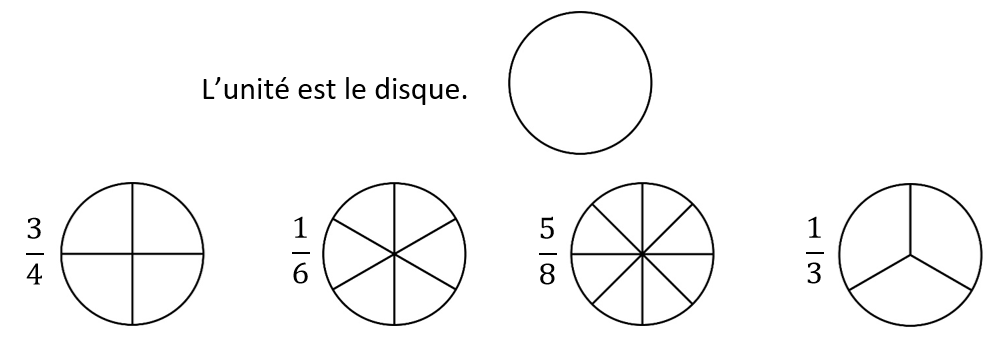 L’unité est le disque.
3/4 1/6 5/8 1/3